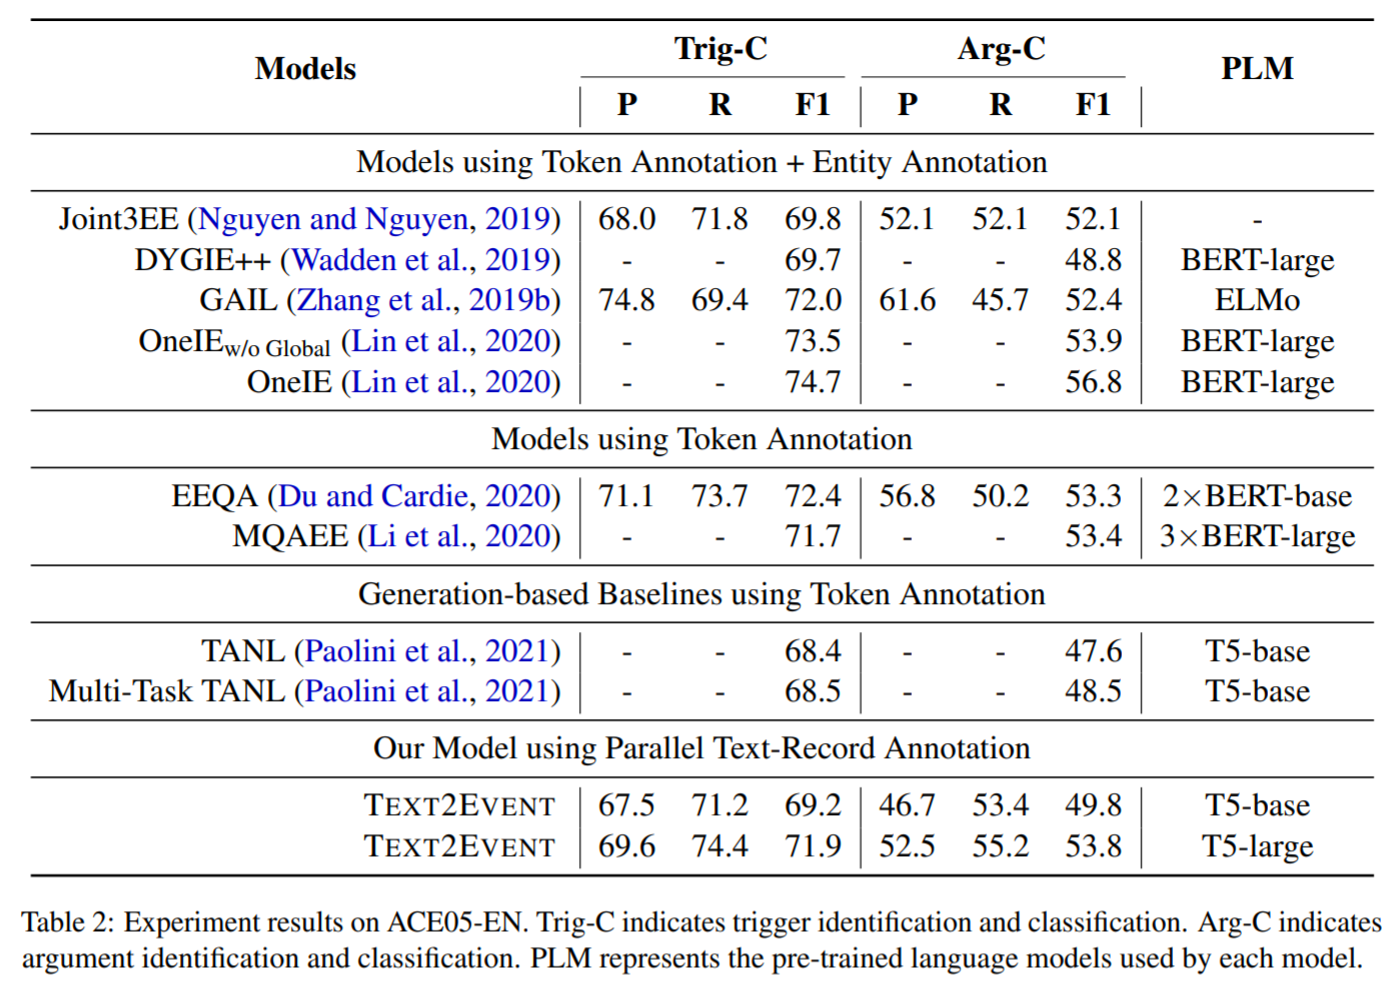 Models Trig-C Arg-C PLM
P R F1 P R F1
Models using Token Annotation + Entity Annotation
Joint3EE (Nguyen and Nguyen, 2019) 68.0 71.8 69.8 52.1 52.1 52.1 -
DYGIE++ (Wadden et al., 2019) - - 69.7 - - 48.8 BERT-large
GAIL (Zhang et al., 2019b) 74.8 69.4 72.0 61.6 45.7 52.4 ELMo
OneIEw/o Global (Lin et al., 2020) - - 73.5 - - 53.9 BERT-large
OneIE (Lin et al., 2020) - - 74.7 - - 56.8 BERT-large
Models using Token Annotation
EEQA (Du and Cardie, 2020) 71.1 73.7 72.4 56.8 50.2 53.3 2×BERT-base
MQAEE (Li et al., 2020) - - 71.7 - - 53.4 3×BERT-large
Generation-based Baselines using Token Annotation
TANL (Paolini et al., 2021) - - 68.4 - - 47.6 T5-base
Multi-Task TANL (Paolini et al., 2021) - - 68.5 - - 48.5 T5-base
Our Model using Parallel Text-Record Annotation
TEXT2EVENT 67.5 71.2 69.2 46.7 53.4 49.8 T5-base
TEXT2EVENT 69.6 74.4 71.9 52.5 55.2 53.8 T5-large
Table 2: Experiment results on ACE05-EN. Trig-C indicates trigger identification and classification. Arg-C indicates
argument identification and classification. PLM represents the pre-trained language models used by each model.